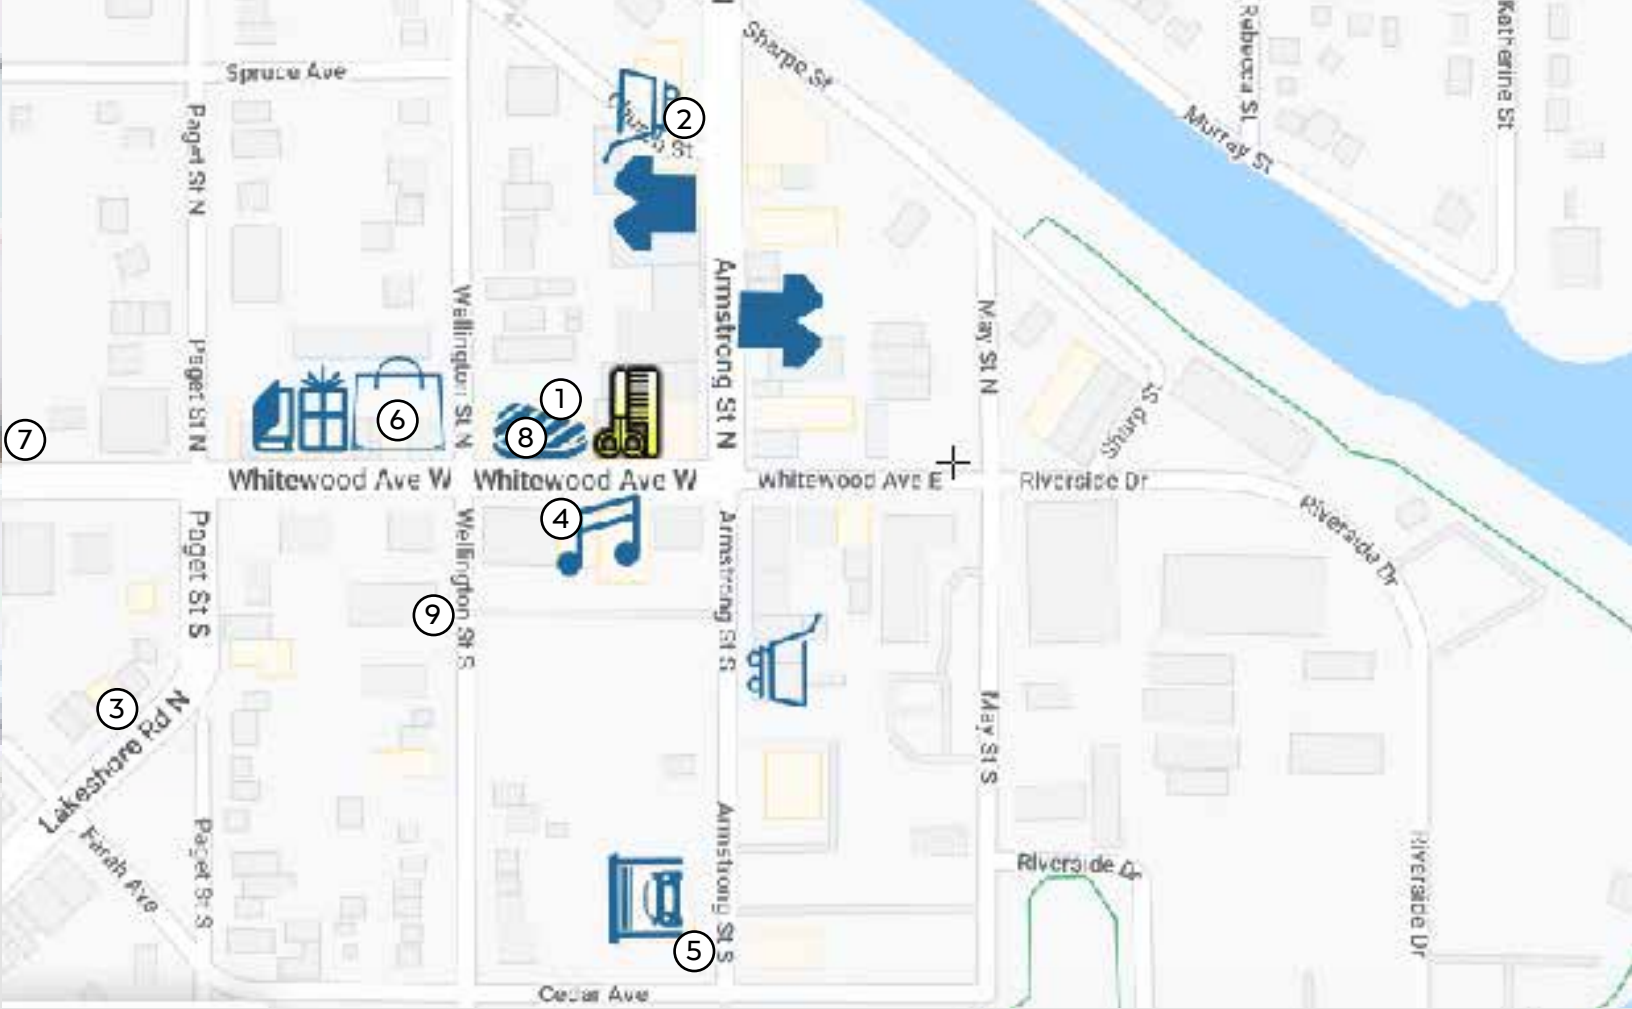 Sharpe St
Rebecca St
Katherine St
Spruce Ave
2
St
Paget St N
Murray St
Armstrong St N
Wellington St N
May St N
Paget St N
1
6
8
7
Sharp S
Whitewood Ave W
Whitewood Ave W
Whitewood Ave E
Riverside Dr
4
Paget St S
Wellington St S
Armstrong St S
Riverside Dr
9
3
Lakeshore Rd N
May St S
Farah Ave
Paget St S
Armstrong St S
Riverside Dr
Riverside Dr
5
Cedar Ave